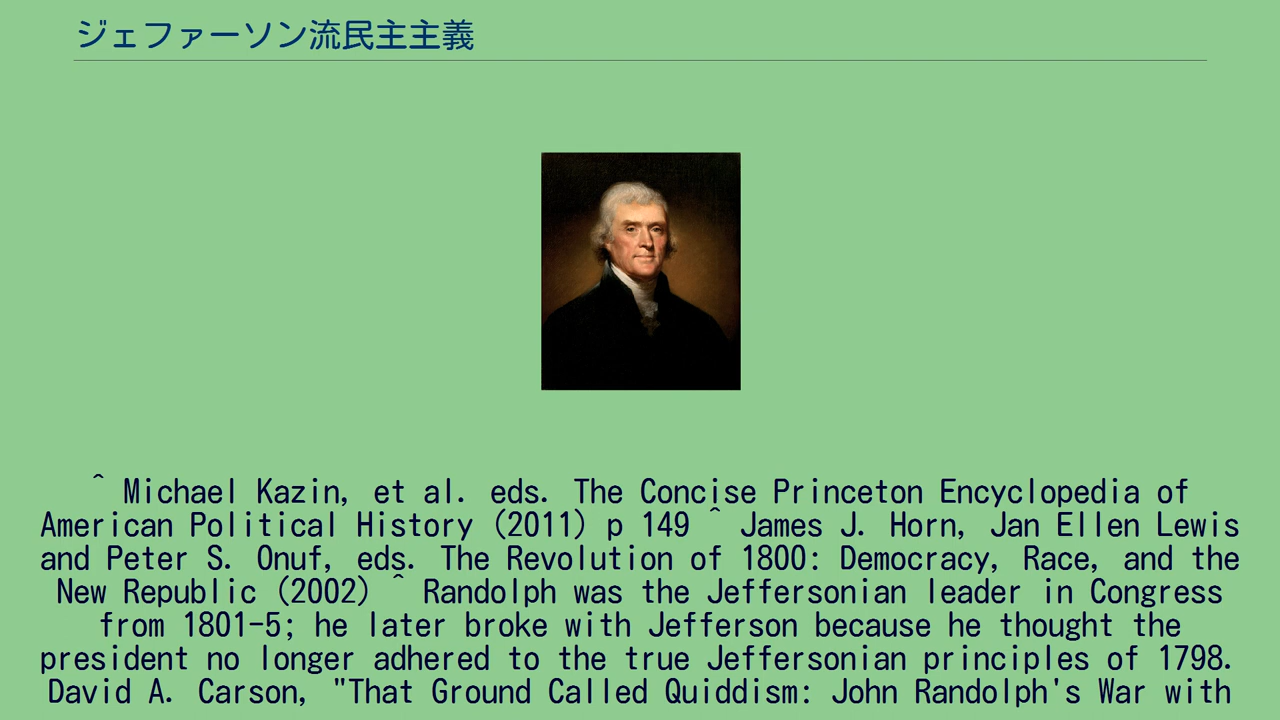 ジェファーソン流民主主義
^ Michael Kazin, et al. eds. The Concise Princeton Encyclopedia of
American Political History (2011) p 149 ^ James J. Horn, Jan Ellen Lewis
and Peter S. Onuf, eds. The Revolution of 1800: Democracy, Race, and the
New Republic (2002) ^ Randolph was the Jeffersonian leader in Congress
from 1801-5; he later broke with Jefferson because he thought the
president no longer adhered to the true Jeffersonian principles of 1798.
David A. Carson, "That Ground Called Quiddism: John Randolph's War with